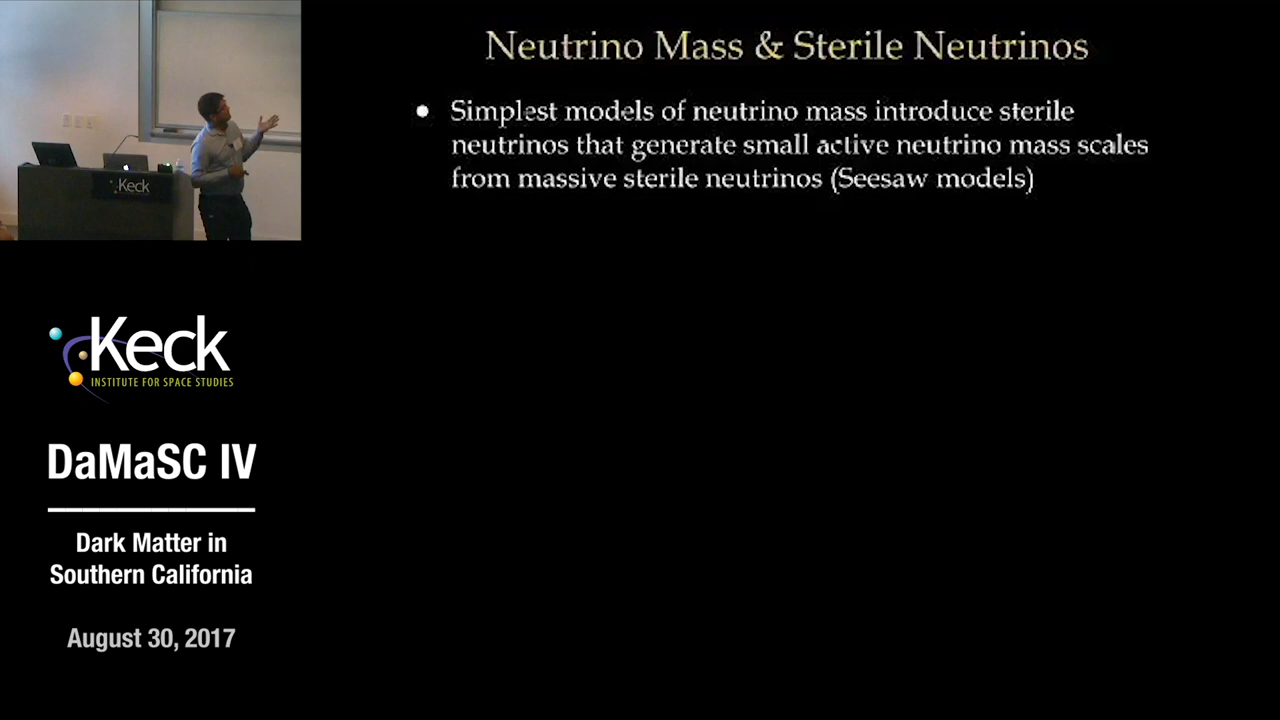 Neutrino Mass & Sterile Neutrinos
• Simplest models of neutrino mass introduce sterile
neutrinos that generate small active neutrino mass scales
from massive sterile neutrinos (Seesaw models)
Keck
Keck
INSTITUTE FOR SPACE STUDIES
DaMaSC IV
Dark Matter in
Southern California
August 30, 2017